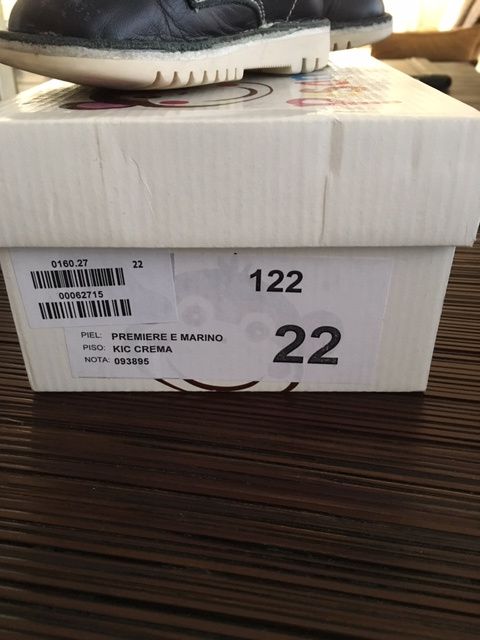 0160.27 22
00062715
122
PIEL: PREMIERE E MARINO
PISO: KIC CREMA
NOTA: 093895
22